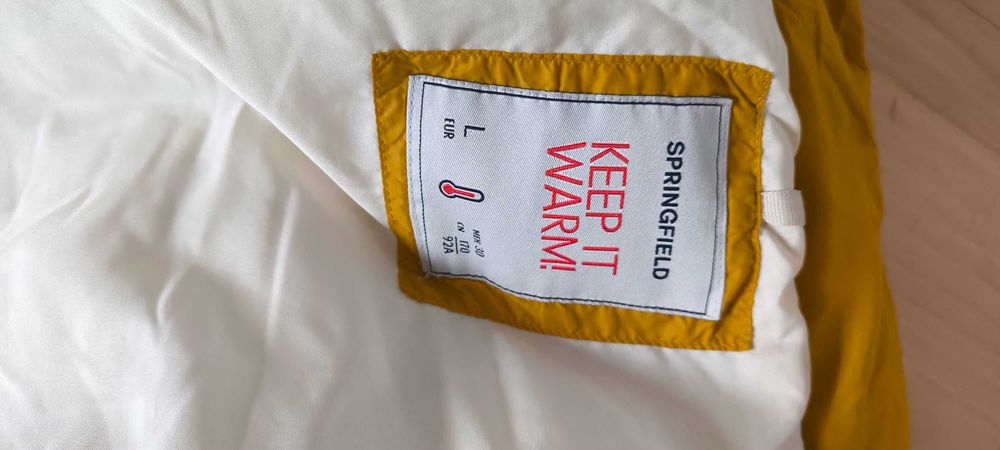 SPRINGFIELD
KEEP IT
WARM!
L
EUR
MEX 30
CN 170
92A